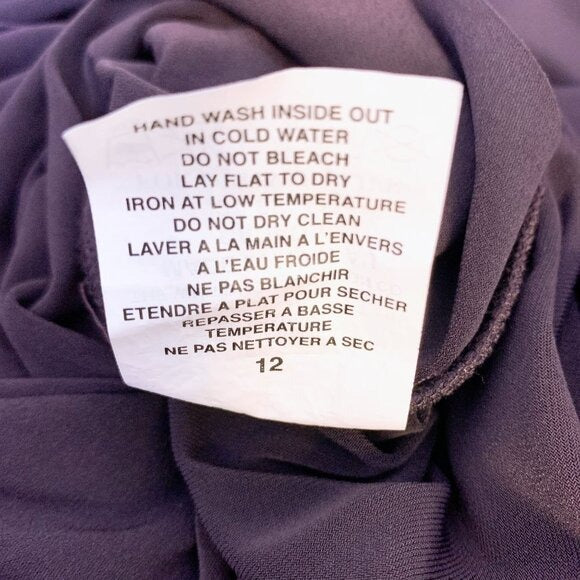 HAND WASH INSIDE OUT
IN COLD WATER
DO NOT BLEACH
LAY FLAT TO DRY
IRON AT LOW TEMPERATURE
DO NOT DRY CLEAN
LAVER A LA MAIN A L'ENVERS
A L'EAU FROIDE
NE PAS BLANCHIR
ETENDRE A PLAT POUR SECHER
REPASSER A BASSE
TEMPERATURE
NE PAS NETTOYER A SEC
12